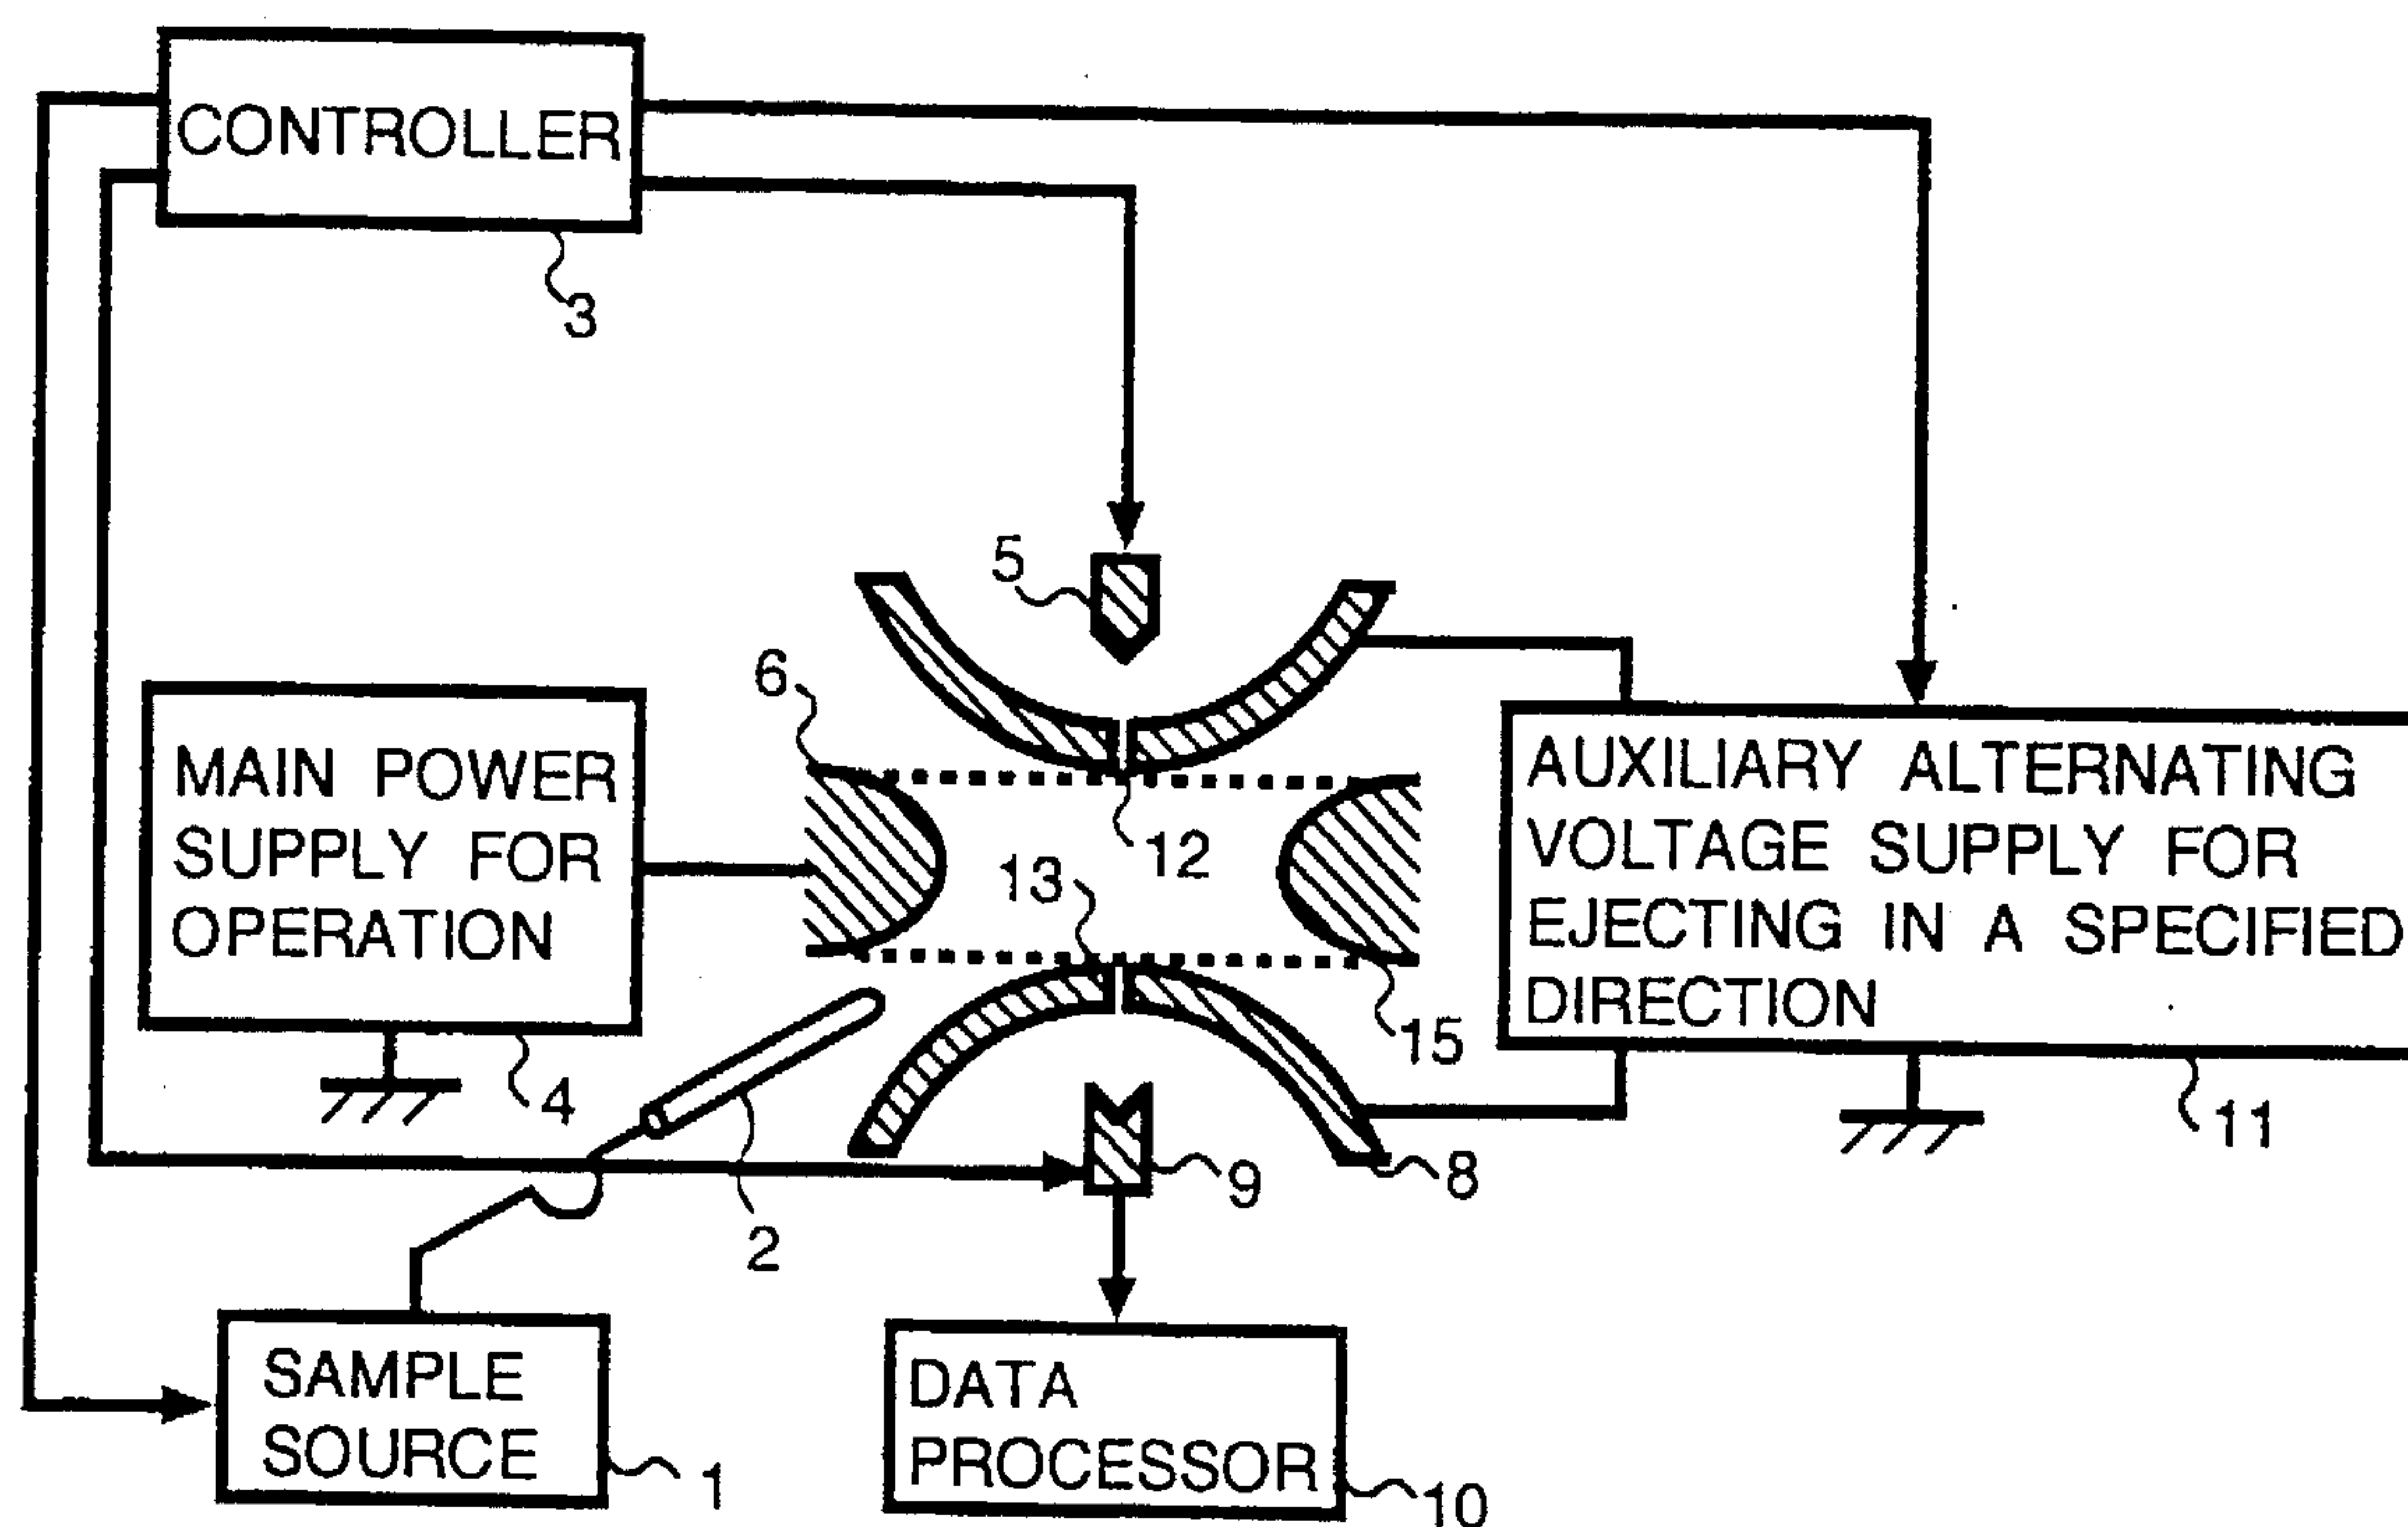 CONTROLLER
3
5
6
MAIN POWER
SUPPLY FOR
OPERATION
4
12
13
15
AUXILIARY ALTERNATING
VOLTAGE SUPPLY FOR
EJECTING IN A SPECIFIED
DIRECTION
11
8
9
2
SAMPLE
SOURCE
1
DATA
PROCESSOR
10